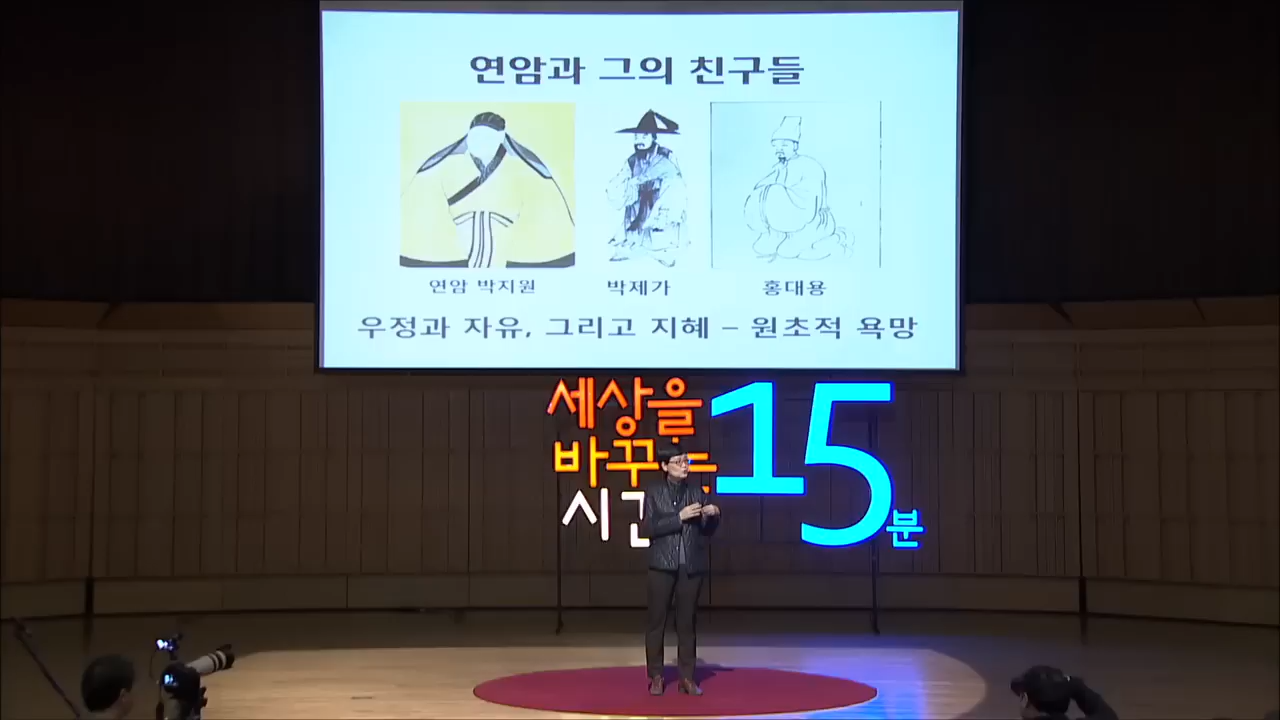 연암과 그의 친구들
연암 박지원
박제가
홍대용
우정과 자유, 그리고 지혜 – 원초적 욕망
세상을
바꾸는
시간
15분